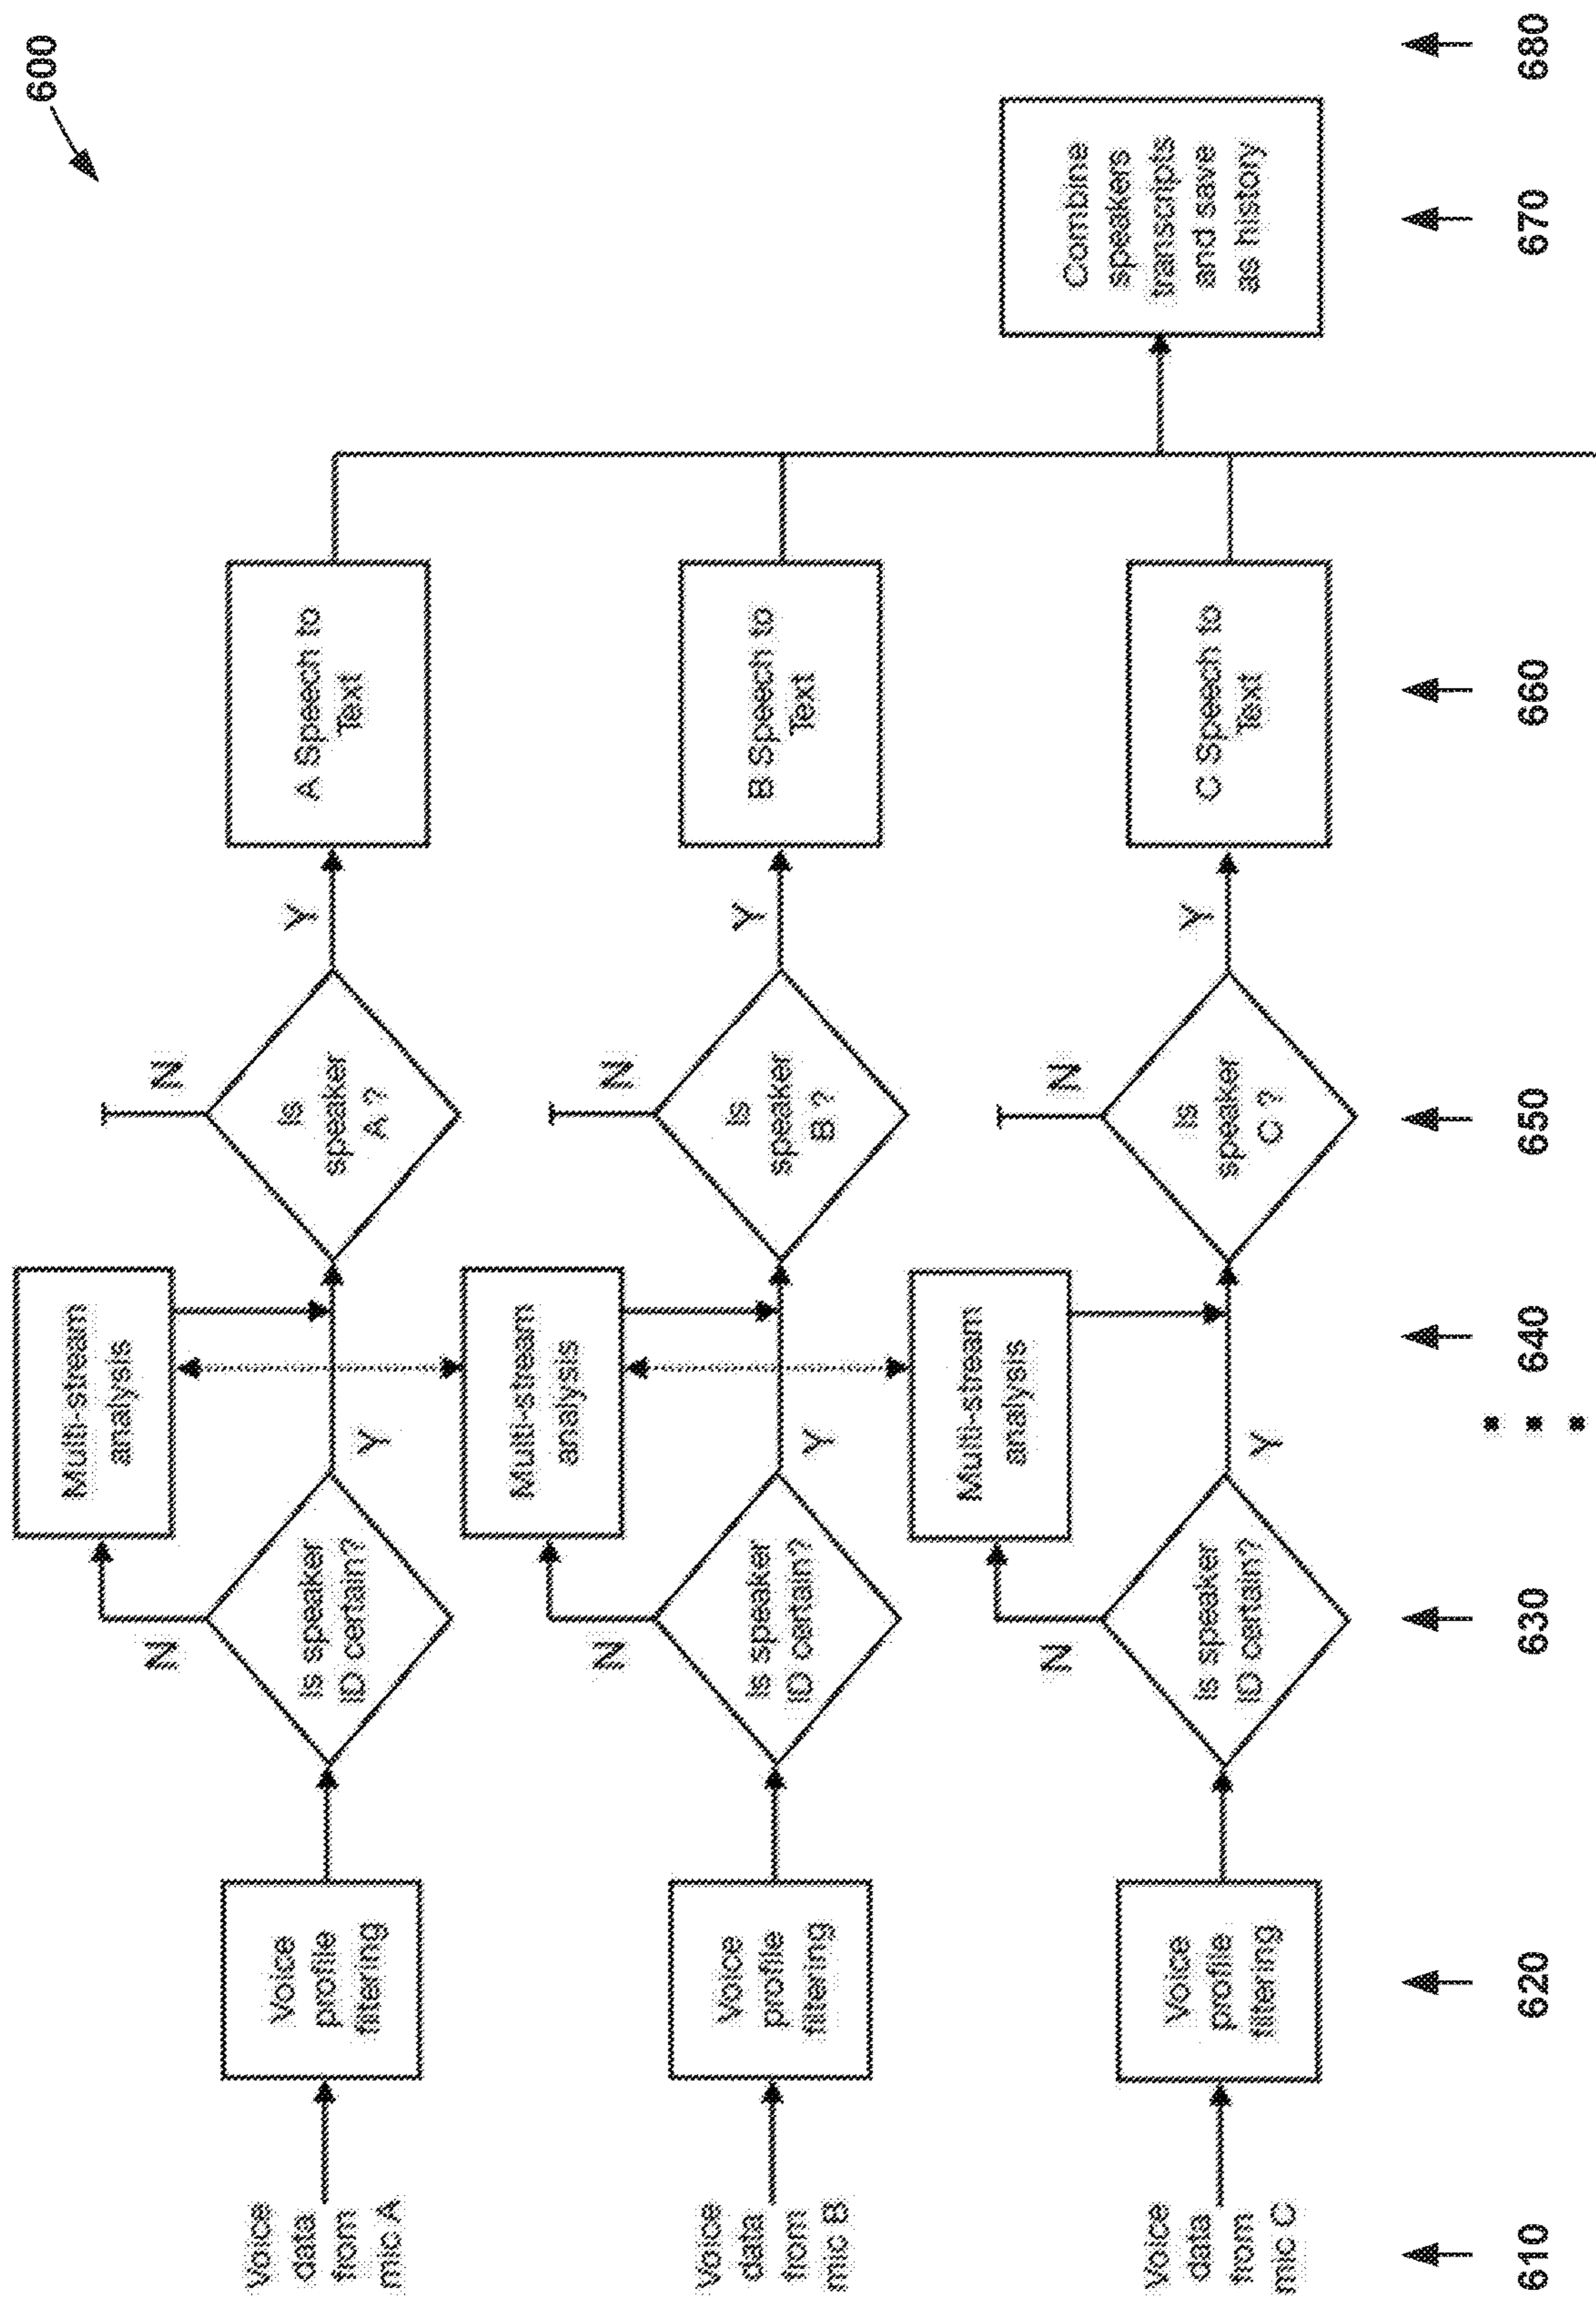 600
Voice
data
from
mic A
Voice
profile
filtering
N
Is speaker
ID certain?
Y
Multi-stream
analysis
N
Is
speaker
A ?
Y
A Speech to
Text
Voice
data
from
mic B
Voice
profile
filtering
N
Is speaker
ID certain?
Y
Multi-stream
analysis
N
Is
speaker
B ?
Y
B Speech to
Text
Voice
data
from
mic C
Voice
profile
filtering
N
Is speaker
ID certain?
Y
Multi-stream
analysis
N
Is
speaker
C ?
Y
C Speech to
Text
Combine
speakers
transcripts
and save
as history
610
620
630
640
650
660
670
680